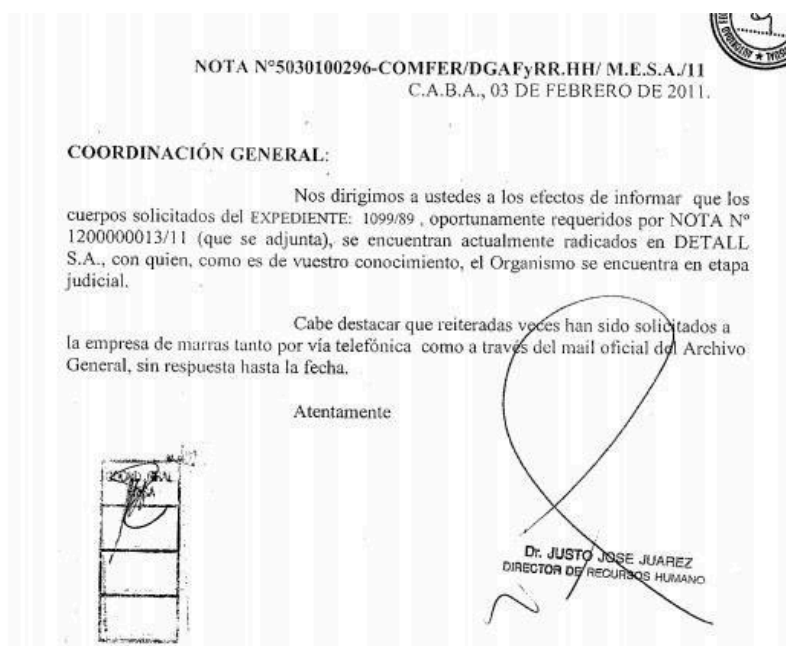 NOTA N°5030100296-COMFER/DGAFyRR.HH/ M.E.S.A./11
C.A.B.A., 03 DE FEBRERO DE 2011.
COORDINACIÓN GENERAL:
Nos dirigimos a ustedes a los efectos de informar que los
cuerpos solicitados del EXPEDIENTE: 1099/89 , oportunamente requeridos por NOTA Nº
1200000013/11 (que se adjunta), se encuentran actualmente radicados en DETALL
S.A., con quien, como es de vuestro conocimiento, el Organismo se encuentra en etapa
judicial.
Cabe destacar que reiteradas veces han sido solicitados a
la empresa de marras tanto por vía telefónica como a través del mail oficial del Archivo
General, sin respuesta hasta la fecha.
Atentamente
Dr. JUSTO JOSE JUAREZ
DIRECTOR DE RECURSOS HUMANO